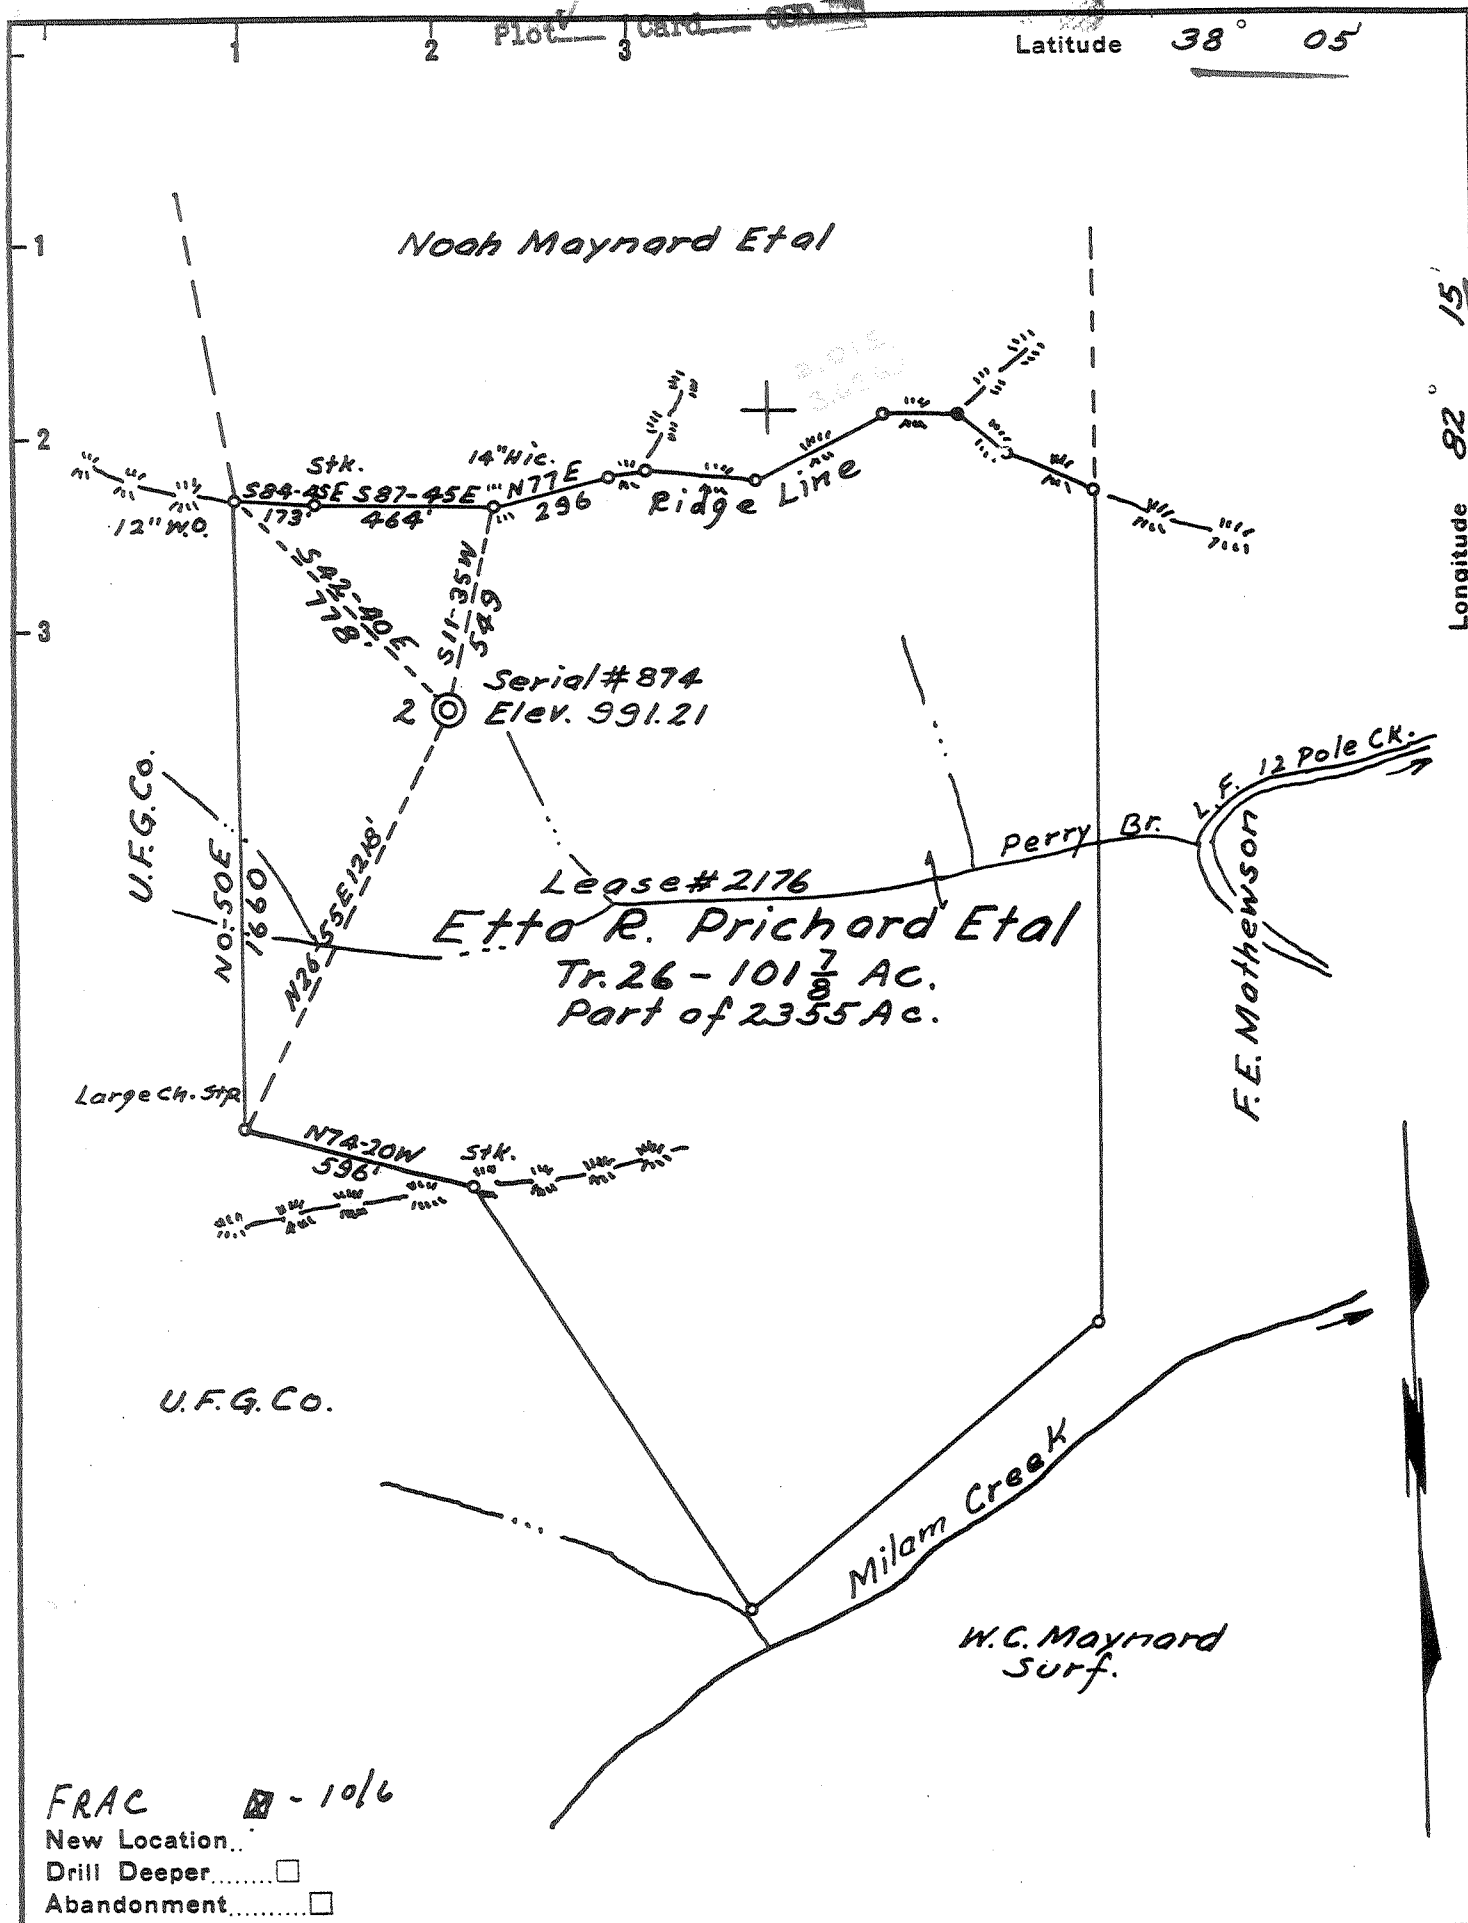 Plot Card OSD
1 2 3
Latitude 38° 05'
Longitude 82° 15'
1
2
3
Noah Maynard Etal
Stk.
14" Hic.
S84-45E S87-45E N77E
173' 464' 296
12" W.O.
Ridge Line
S42-40E
778'
S11-35W
549
Serial # 874
2 Elev. 991.21
U.F.G.Co.
N0-50E
1660
N26-55E 1218'
L.F. 12 Pole CK.
Perry Br.
F.E. Mathewson
Lease # 2176
Etta R. Prichard Etal
Tr. 26 - 101 7/8 Ac.
Part of 2355 Ac.
Large Ch. Stp.
N74-20W
596'
Stk.
U.F.G.Co.
Milam Creek
W.C. Maynard
Surf.
FRAC ☒ - 10/6
New Location..
Drill Deeper........☐
Abandonment..........☐